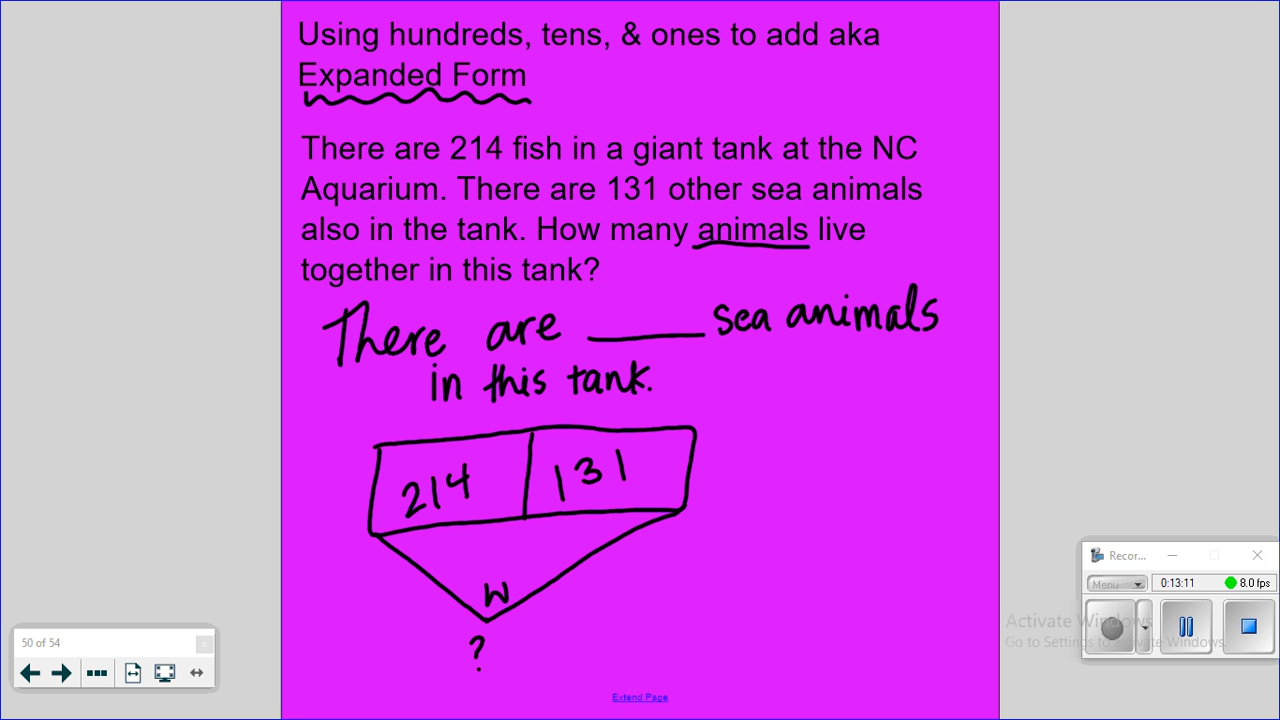 Using hundreds, tens, & ones to add aka
Expanded Form
There are 214 fish in a giant tank at the NC
Aquarium. There are 131 other sea animals
also in the tank. How many animals live
together in this tank?
There are ____ sea animals
in this tank.
214 131
W
?
Extend Page
50 of 54
x
Recor...
Menu
0:13:11
8.0 fps
Activate Windows
Go to Settings to activate Windows.